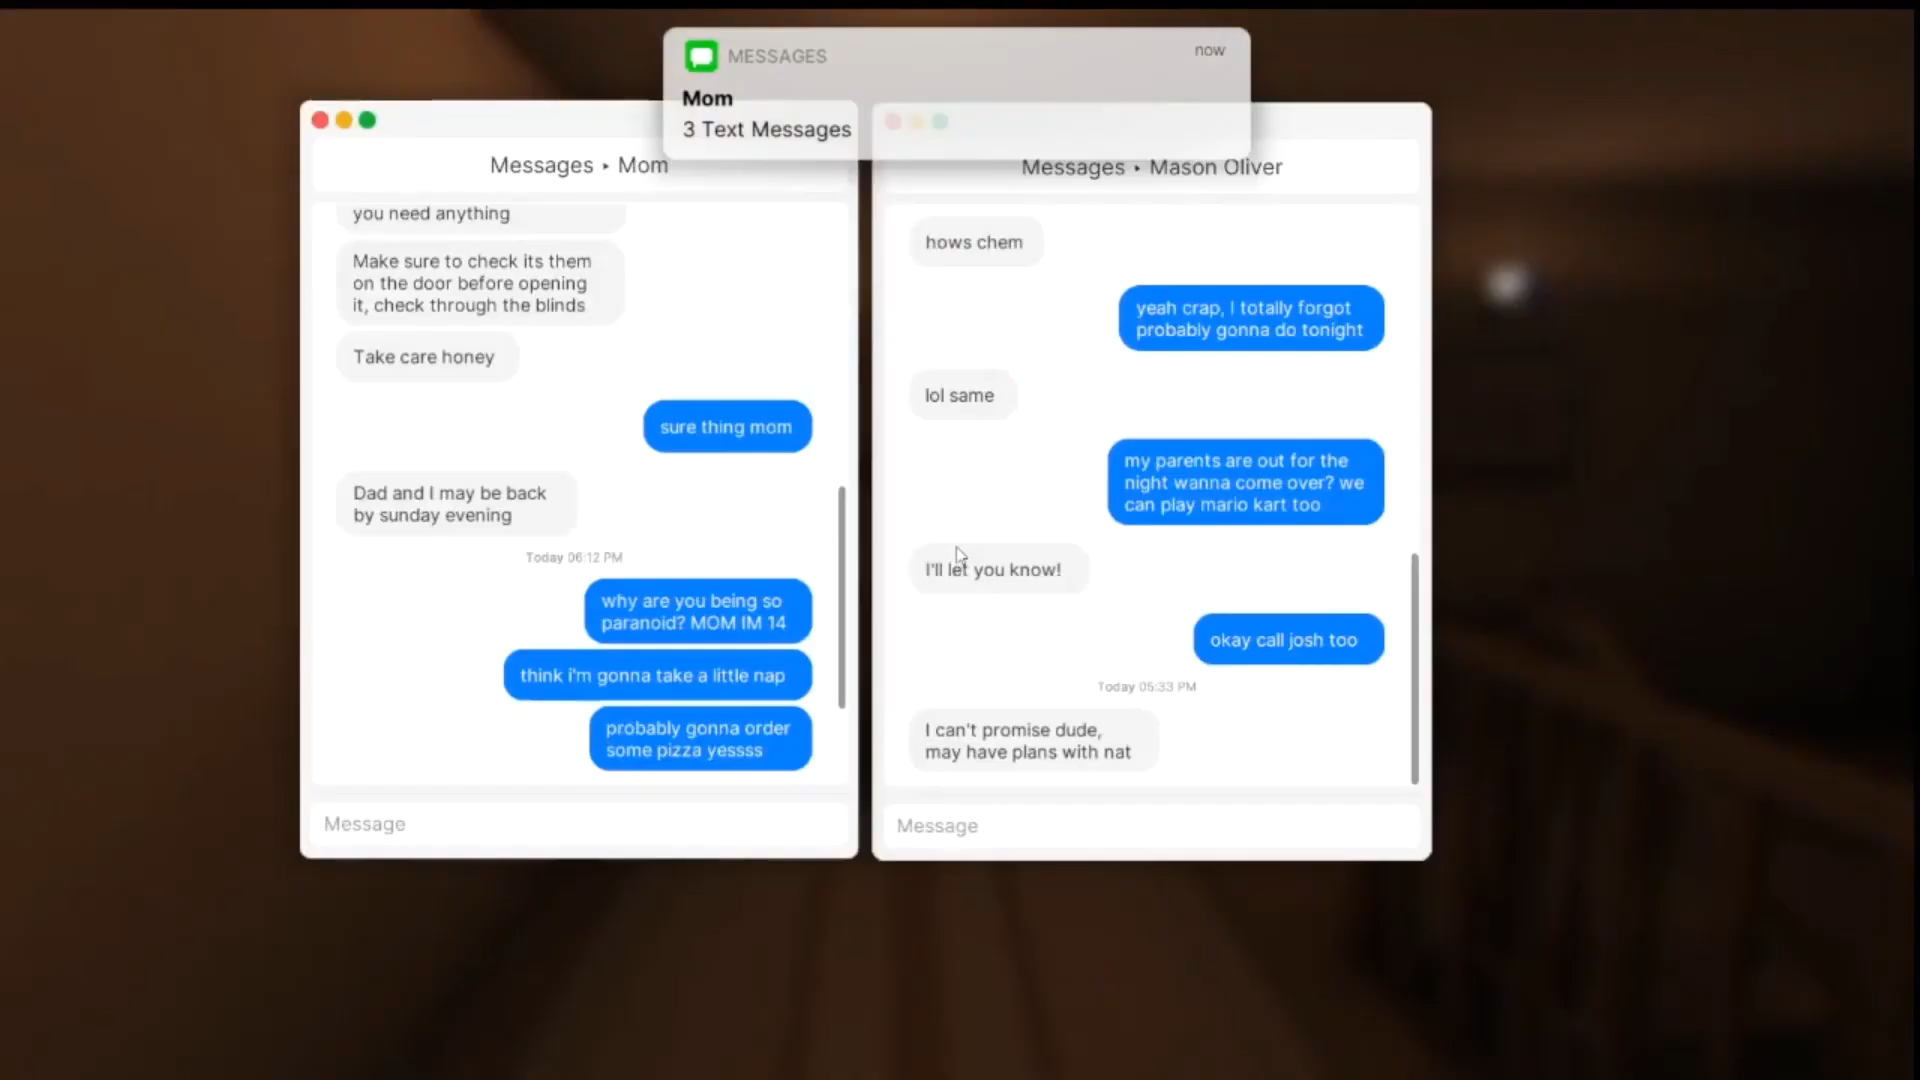 MESSAGES
now
Mom
3 Text Messages
Messages ‣ Mom
you need anything
Make sure to check its them
on the door before opening
it, check through the blinds
Take care honey
sure thing mom
Dad and I may be back
by sunday evening
Today 06:12 PM
why are you being so
paranoid? MOM IM 14
think i'm gonna take a little nap
probably gonna order
some pizza yessss
Message
Messages ‣ Mason Oliver
hows chem
yeah crap, I totally forgot
probably gonna do tonight
lol same
my parents are out for the
night wanna come over? we
can play mario kart too
I'll let you know!
okay call josh too
Today 05:33 PM
I can't promise dude,
may have plans with nat
Message